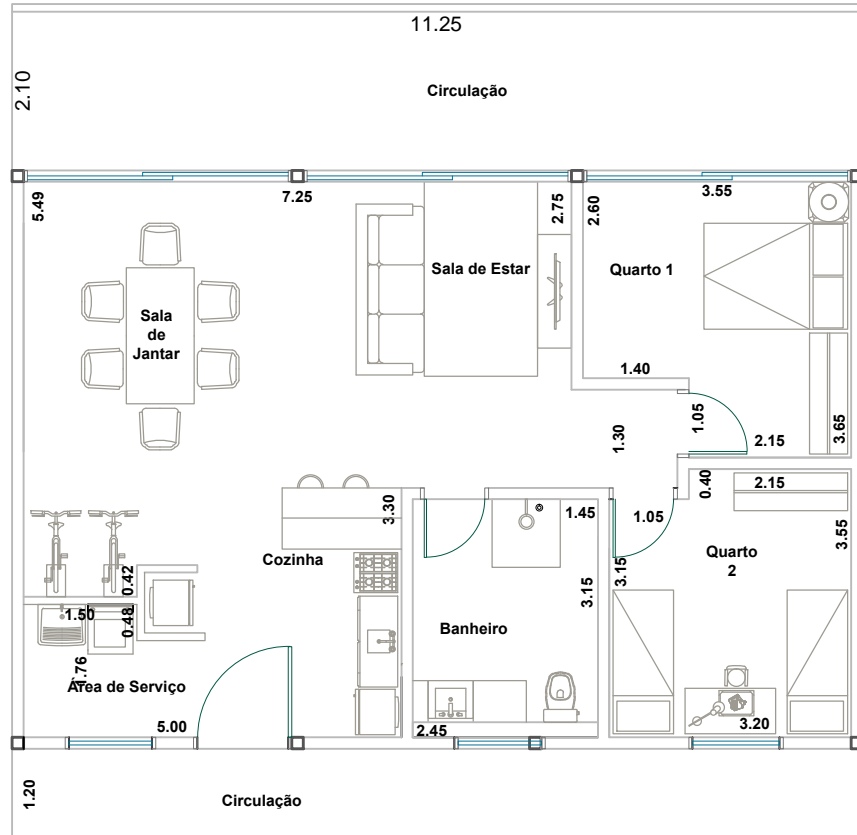 11.25
2.10
Circulação
5.49
7.25
2.75
2.60
3.55
Sala de Estar
Quarto 1
Sala
de
Jantar
1.40
1.05
1.30
2.15
3.65
0.40
2.15
3.30
1.45
1.05
3.55
Cozinha
Quarto
2
3.15
3.15
0.42
1.50
0.48
Banheiro
1.76
Área de Serviço
5.00
2.45
3.20
1.20
Circulação